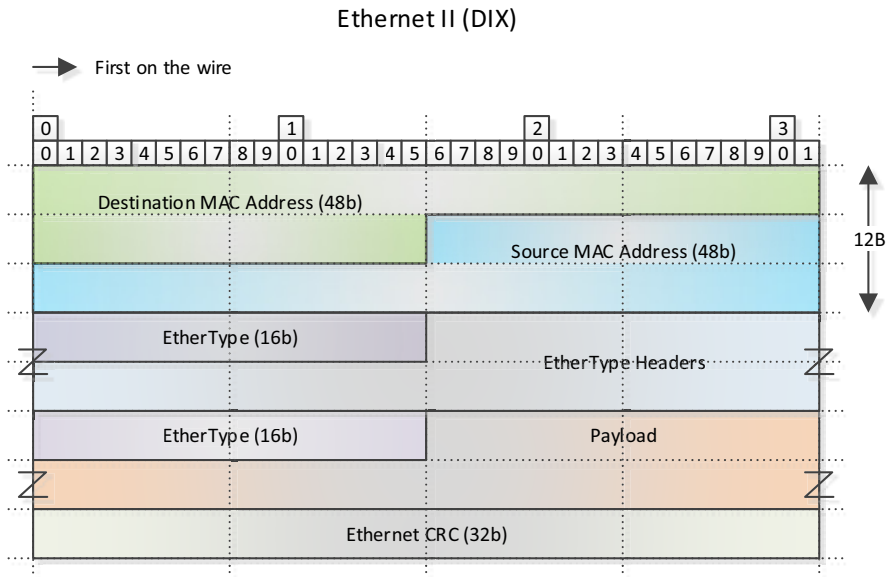 Ethernet II (DIX)
First on the wire
0 1 2 3
0 1 2 3 4 5 6 7 8 9 0 1 2 3 4 5 6 7 8 9 0 1 2 3 4 5 6 7 8 9 0 1
Destination MAC Address (48b)
Source MAC Address (48b)
12B
EtherType (16b)
EtherType Headers
EtherType (16b) Payload
Ethernet CRC (32b)